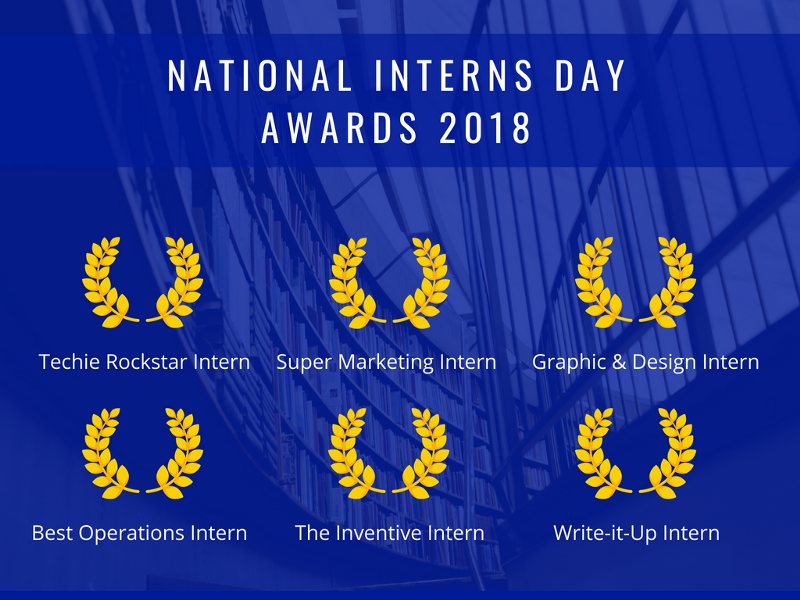 NATIONAL INTERNS DAY
AWARDS 2018
Techie Rockstar Intern
Super Marketing Intern
Graphic & Design Intern
Best Operations Intern
The Inventive Intern
Write-it-Up Intern